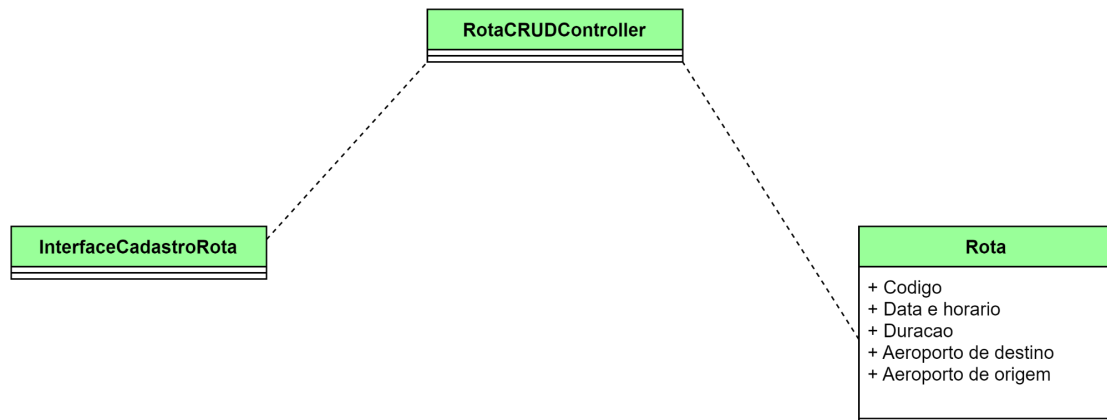 RotaCRUDController
InterfaceCadastroRota
Rota
+ Codigo
+ Data e horario
+ Duracao
+ Aeroporto de destino
+ Aeroporto de origem